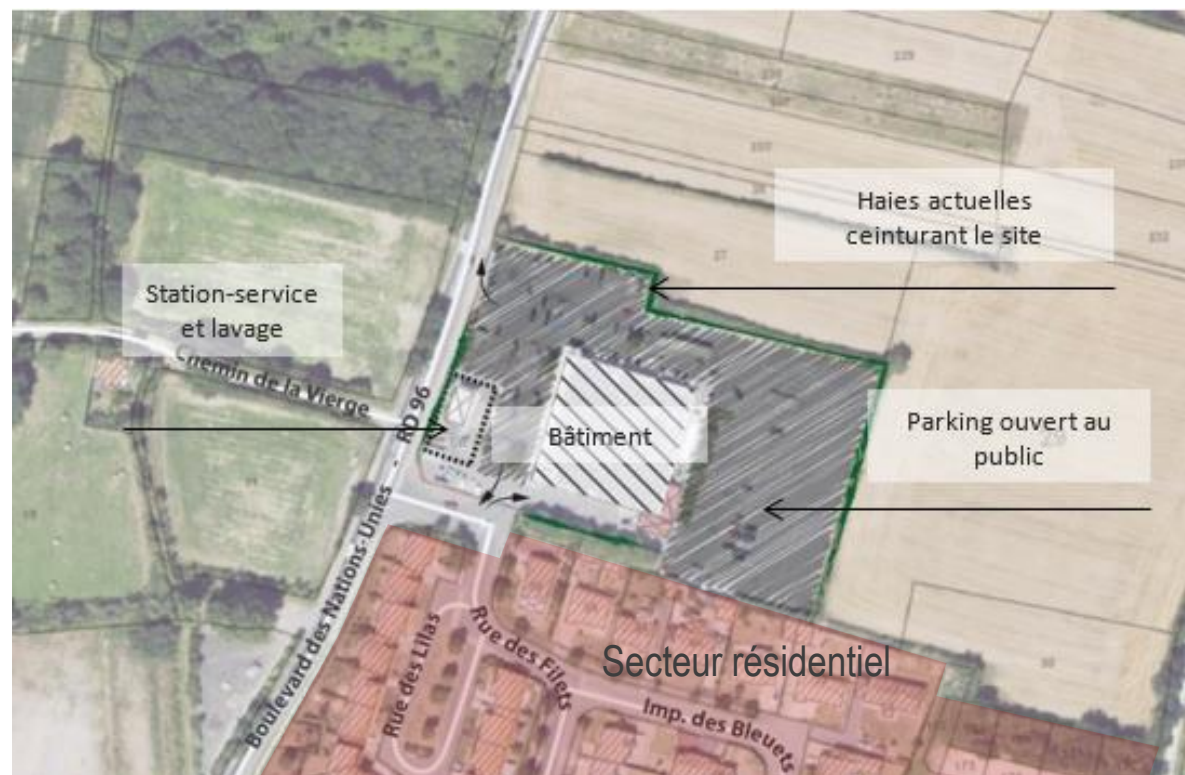 Haies actuelles
ceinturant le site
Station-service
et lavage
Chemin de la Vierge
RD 96
Bâtiment
Parking ouvert au
public
Boulevard des Nations-Unies
Rue des Lilas
Rue des Filets
Secteur résidentiel
Imp. des Bleuets